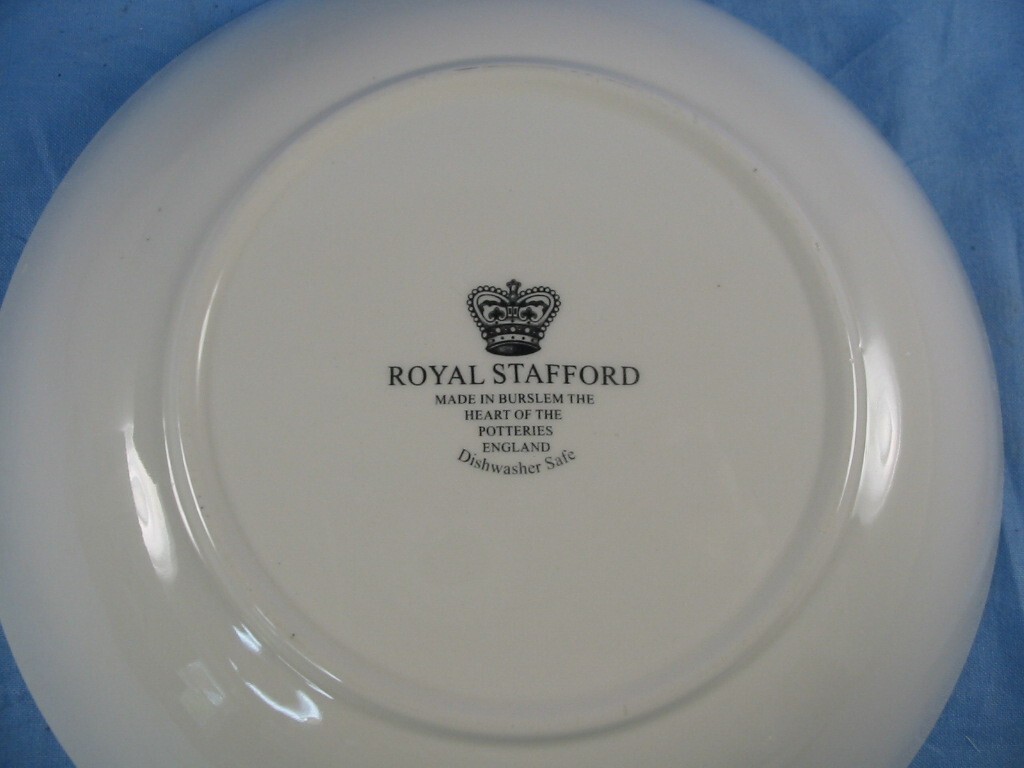 ROYAL STAFFORD
MADE IN BURSLEM THE
HEART OF THE
POTTERIES
ENGLAND
Dishwasher Safe